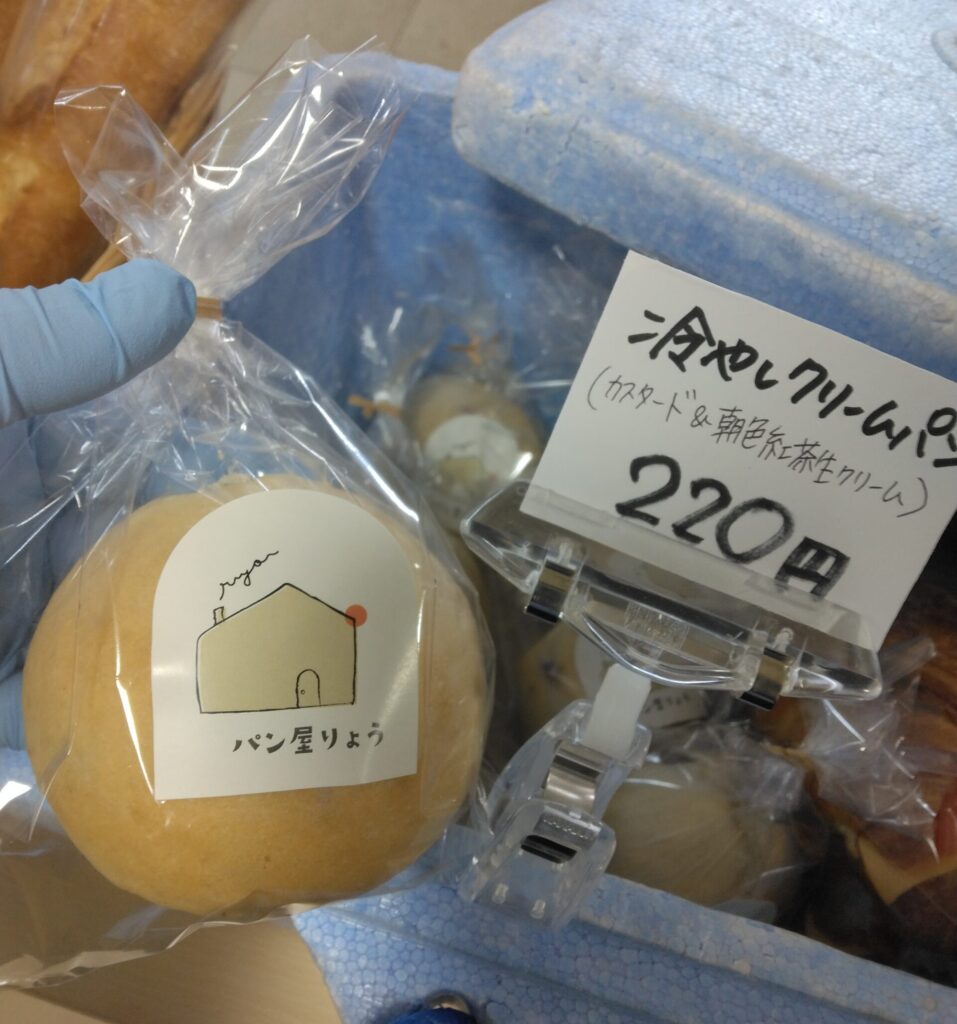 ryo
パン屋りょう
冷やしクリームパン
(カスタード&朝色紅茶生クリーム)
220円